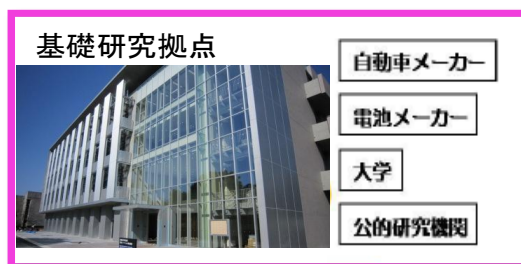 基礎研究拠点
自動車メーカー
電池メーカー
大学
公的研究機関